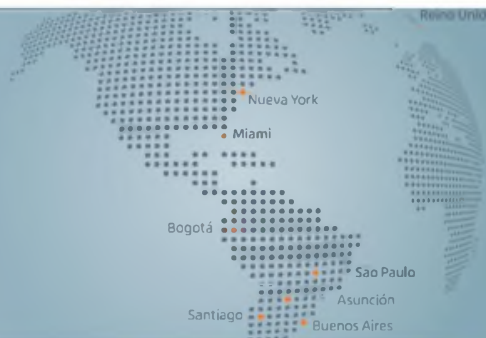 Reino Unido
Nueva York
Miami
Bogotá
Sao Paulo
Asunción
Santiago
Buenos Aires